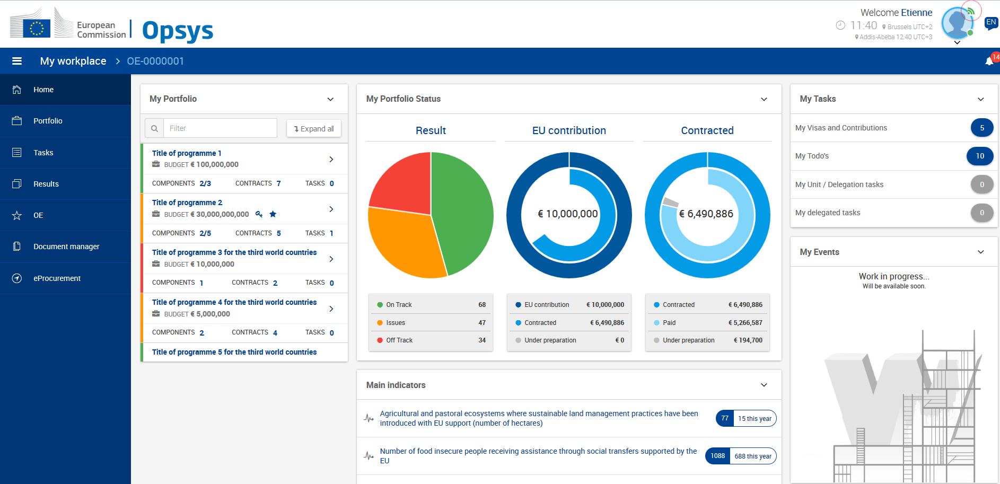 European
Commission
Opsys
Welcome Etienne
11:40 Brussels UTC+2
Addis-Abeba 12:40 UTC+3
EN
My workplace > OE-0000001
14
Home
Portfolio
Tasks
Results
OE
Document manager
eProcurement
My Portfolio
Filter
Expand all
Title of programme 1
BUDGET € 100,000,000
COMPONENTS 2/3 CONTRACTS 7 TASKS 0
Title of programme 2
BUDGET € 30,000,000,000
COMPONENTS 2/5 CONTRACTS 5 TASKS 1
Title of programme 3 for the third world countries
BUDGET € 10,000,000
COMPONENTS 1 CONTRACTS 2 TASKS 0
Title of programme 4 for the third world countries
BUDGET € 5,000,000
COMPONENTS 2 CONTRACTS 4 TASKS 0
Title of programme 5 for the third world countries
My Portfolio Status
Result
On Track 68
Issues 47
Off Track 34
EU contribution
€ 10,000,000
EU contribution € 10,000,000
Contracted € 6,490,886
Under preparation € 0
Contracted
€ 6,490,886
Contracted € 6,490,886
Paid € 5,266,587
Under preparation € 194,700
Main indicators
Agricultural and pastoral ecosystems where sustainable land management practices have been
introduced with EU support (number of hectares)
77 15 this year
Number of food insecure people receiving assistance through social transfers supported by the
EU
1088 688 this year
My Tasks
My Visas and Contributions 5
My Todo's 10
My Unit / Delegation tasks 0
My delegated tasks 0
My Events
Work in progress...
Will be available soon.